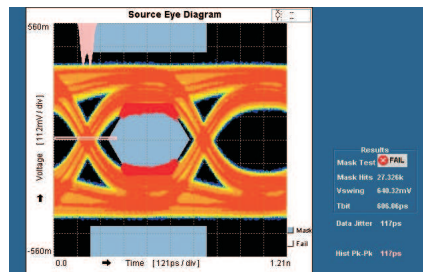 Source Eye Diagram
X: --
Y: --
560m
Voltage [112mV / div]
-560m
0.0
Time [121ps / div]
1.21n
Mask
Fail
Results
Mask Test FAIL
Mask Hits 27.326k
Vswing 640.32mV
Tbit 606.06ps
Data Jitter 117ps
Hist Pk-Pk 117ps